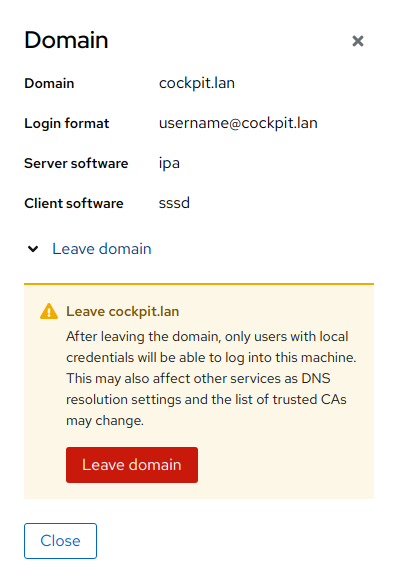 Domain
Domain cockpit.lan
Login format username@cockpit.lan
Server software ipa
Client software sssd
Leave domain
Leave cockpit.lan
After leaving the domain, only users with local
credentials will be able to log into this machine.
This may also affect other services as DNS
resolution settings and the list of trusted CAs
may change.
Leave domain
Close